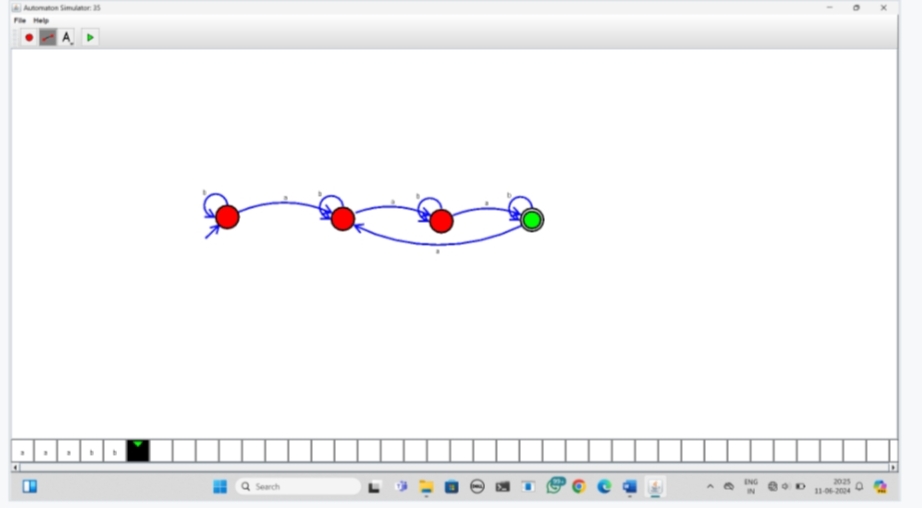 Automaton Simulator: 35
File Help
A
b
a
b
a
b
a
b
a
a a a b b
Search
ENG
IN
20:25
11-06-2024